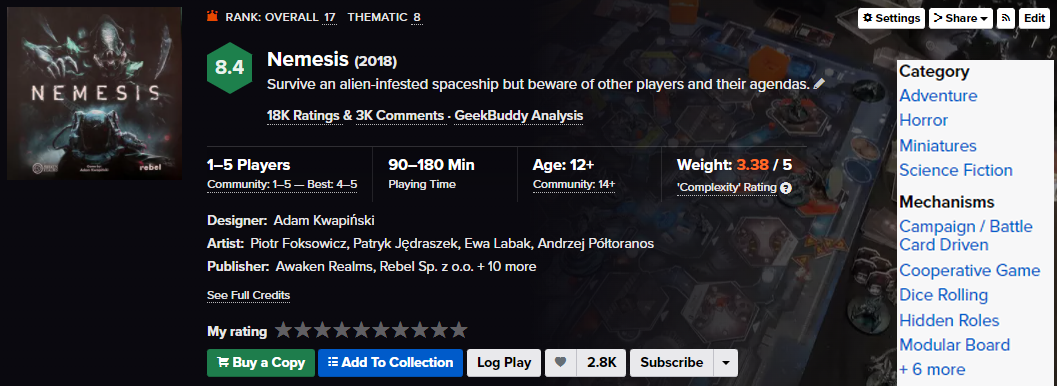 RANK: OVERALL 17 THEMATIC 8
Settings Share Edit
NEMESIS
rebel
8.4
Nemesis (2018)
Survive an alien-infested spaceship but beware of other players and their agendas.
18K Ratings & 3K Comments · GeekBuddy Analysis
1–5 Players
Community: 1–5 — Best: 4–5
90–180 Min
Playing Time
Age: 12+
Community: 14+
Weight: 3.38 / 5
'Complexity' Rating ?
Designer: Adam Kwapiński
Artist: Piotr Foksowicz, Patryk Jędraszek, Ewa Labak, Andrzej Półtoranos
Publisher: Awaken Realms, Rebel Sp. z o.o. + 10 more
See Full Credits
My rating
Buy a Copy Add To Collection Log Play 2.8K Subscribe
Category
Adventure
Horror
Miniatures
Science Fiction
Mechanisms
Campaign / Battle
Card Driven
Cooperative Game
Dice Rolling
Hidden Roles
Modular Board
+ 6 more